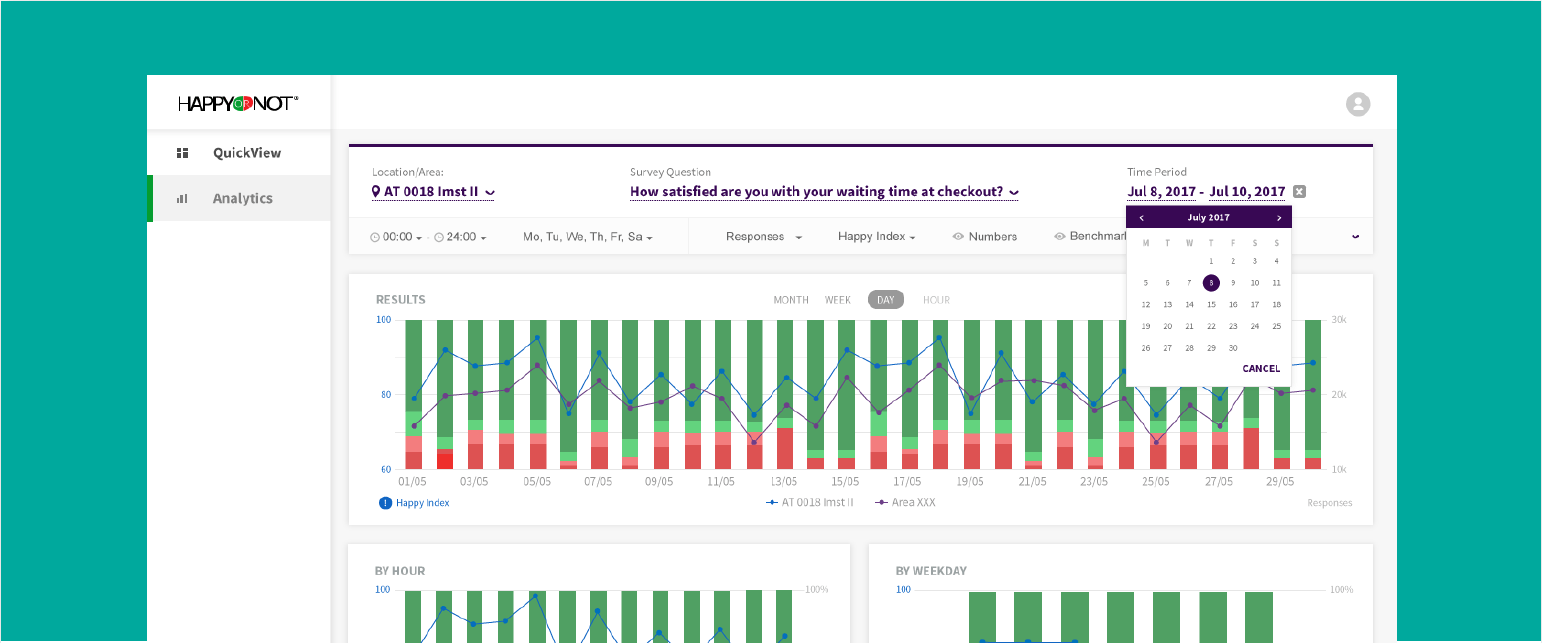 HAPPY OR NOT®
QuickView
Analytics
Location/Area:
AT 0018 Imst II
Survey Question
How satisfied are you with your waiting time at checkout?
Time Period
Jul 8, 2017 - Jul 10, 2017
00:00 - 24:00
Mo, Tu, We, Th, Fr, Sa
Responses
Happy Index
Numbers
Benchmar
July 2017
M T W T F S S
1 2 3 4
5 6 7 8 9 10 11
12 13 14 15 16 17 18
19 20 21 22 23 24 25
26 27 28 29 30
CANCEL
RESULTS
MONTH WEEK DAY HOUR
100
80
60
30k
20k
10k
01/05 03/05 05/05 07/05 09/05 11/05 13/05 15/05 17/05 19/05 21/05 23/05 25/05 27/05 29/05
! Happy Index
AT 0018 Imst II
Area XXX
Responses
BY HOUR
100
100%
BY WEEKDAY
100
100%